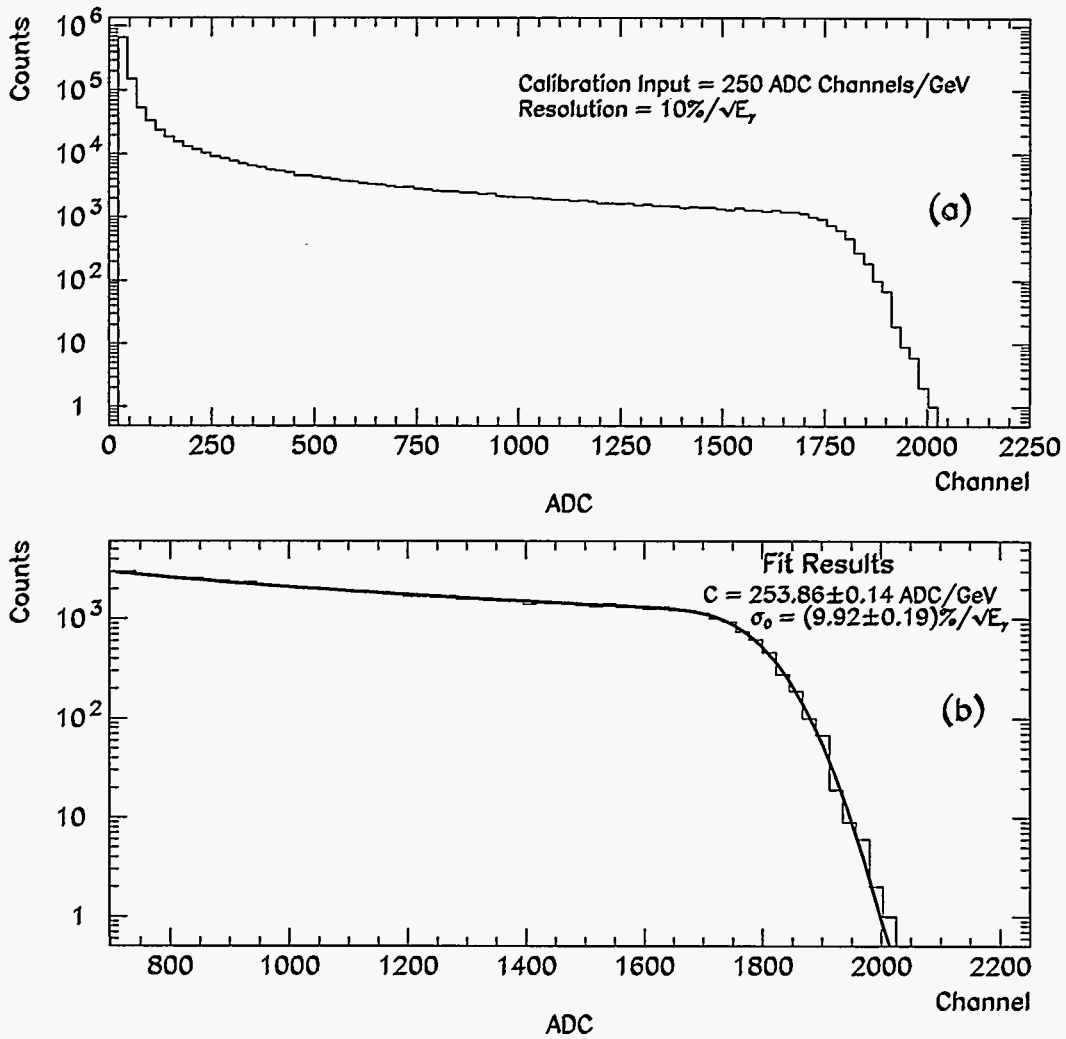 Counts
10^6
10^5
10^4
10^3
10^2
10
1
Calibration Input = 250 ADC Channels/GeV
Resolution = 10%/√E_γ
(a)
0 250 500 750 1000 1250 1500 1750 2000 2250
Channel
ADC
Counts
10^3
10^2
10
1
Fit Results
C = 253.86±0.14 ADC/GeV
σ_0 = (9.92±0.19)%/√E_γ
(b)
800 1000 1200 1400 1600 1800 2000 2200
Channel
ADC